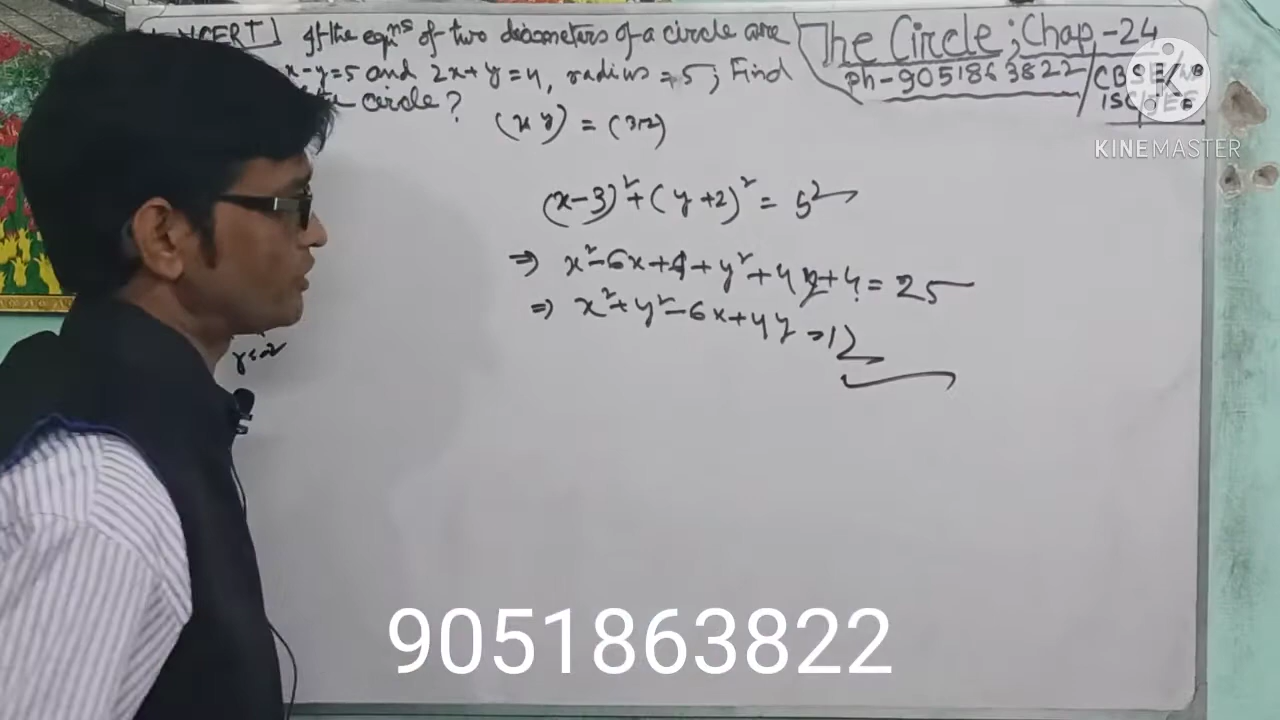 NCERT] If the eqns of two diameters of a circle are
x-y=5 and 2x+y=4, radius = 5; Find
circle?
The Circle; Chap-24
ph-9051863822
CBSE
ISC
KINEMASTER
(x y) = (3, -2)
(x-3)²+(y+2)² = 5²
⇒ x²-6x+9+y²+4y+4=25
⇒ x²+y²-6x+4y=12
9051863822